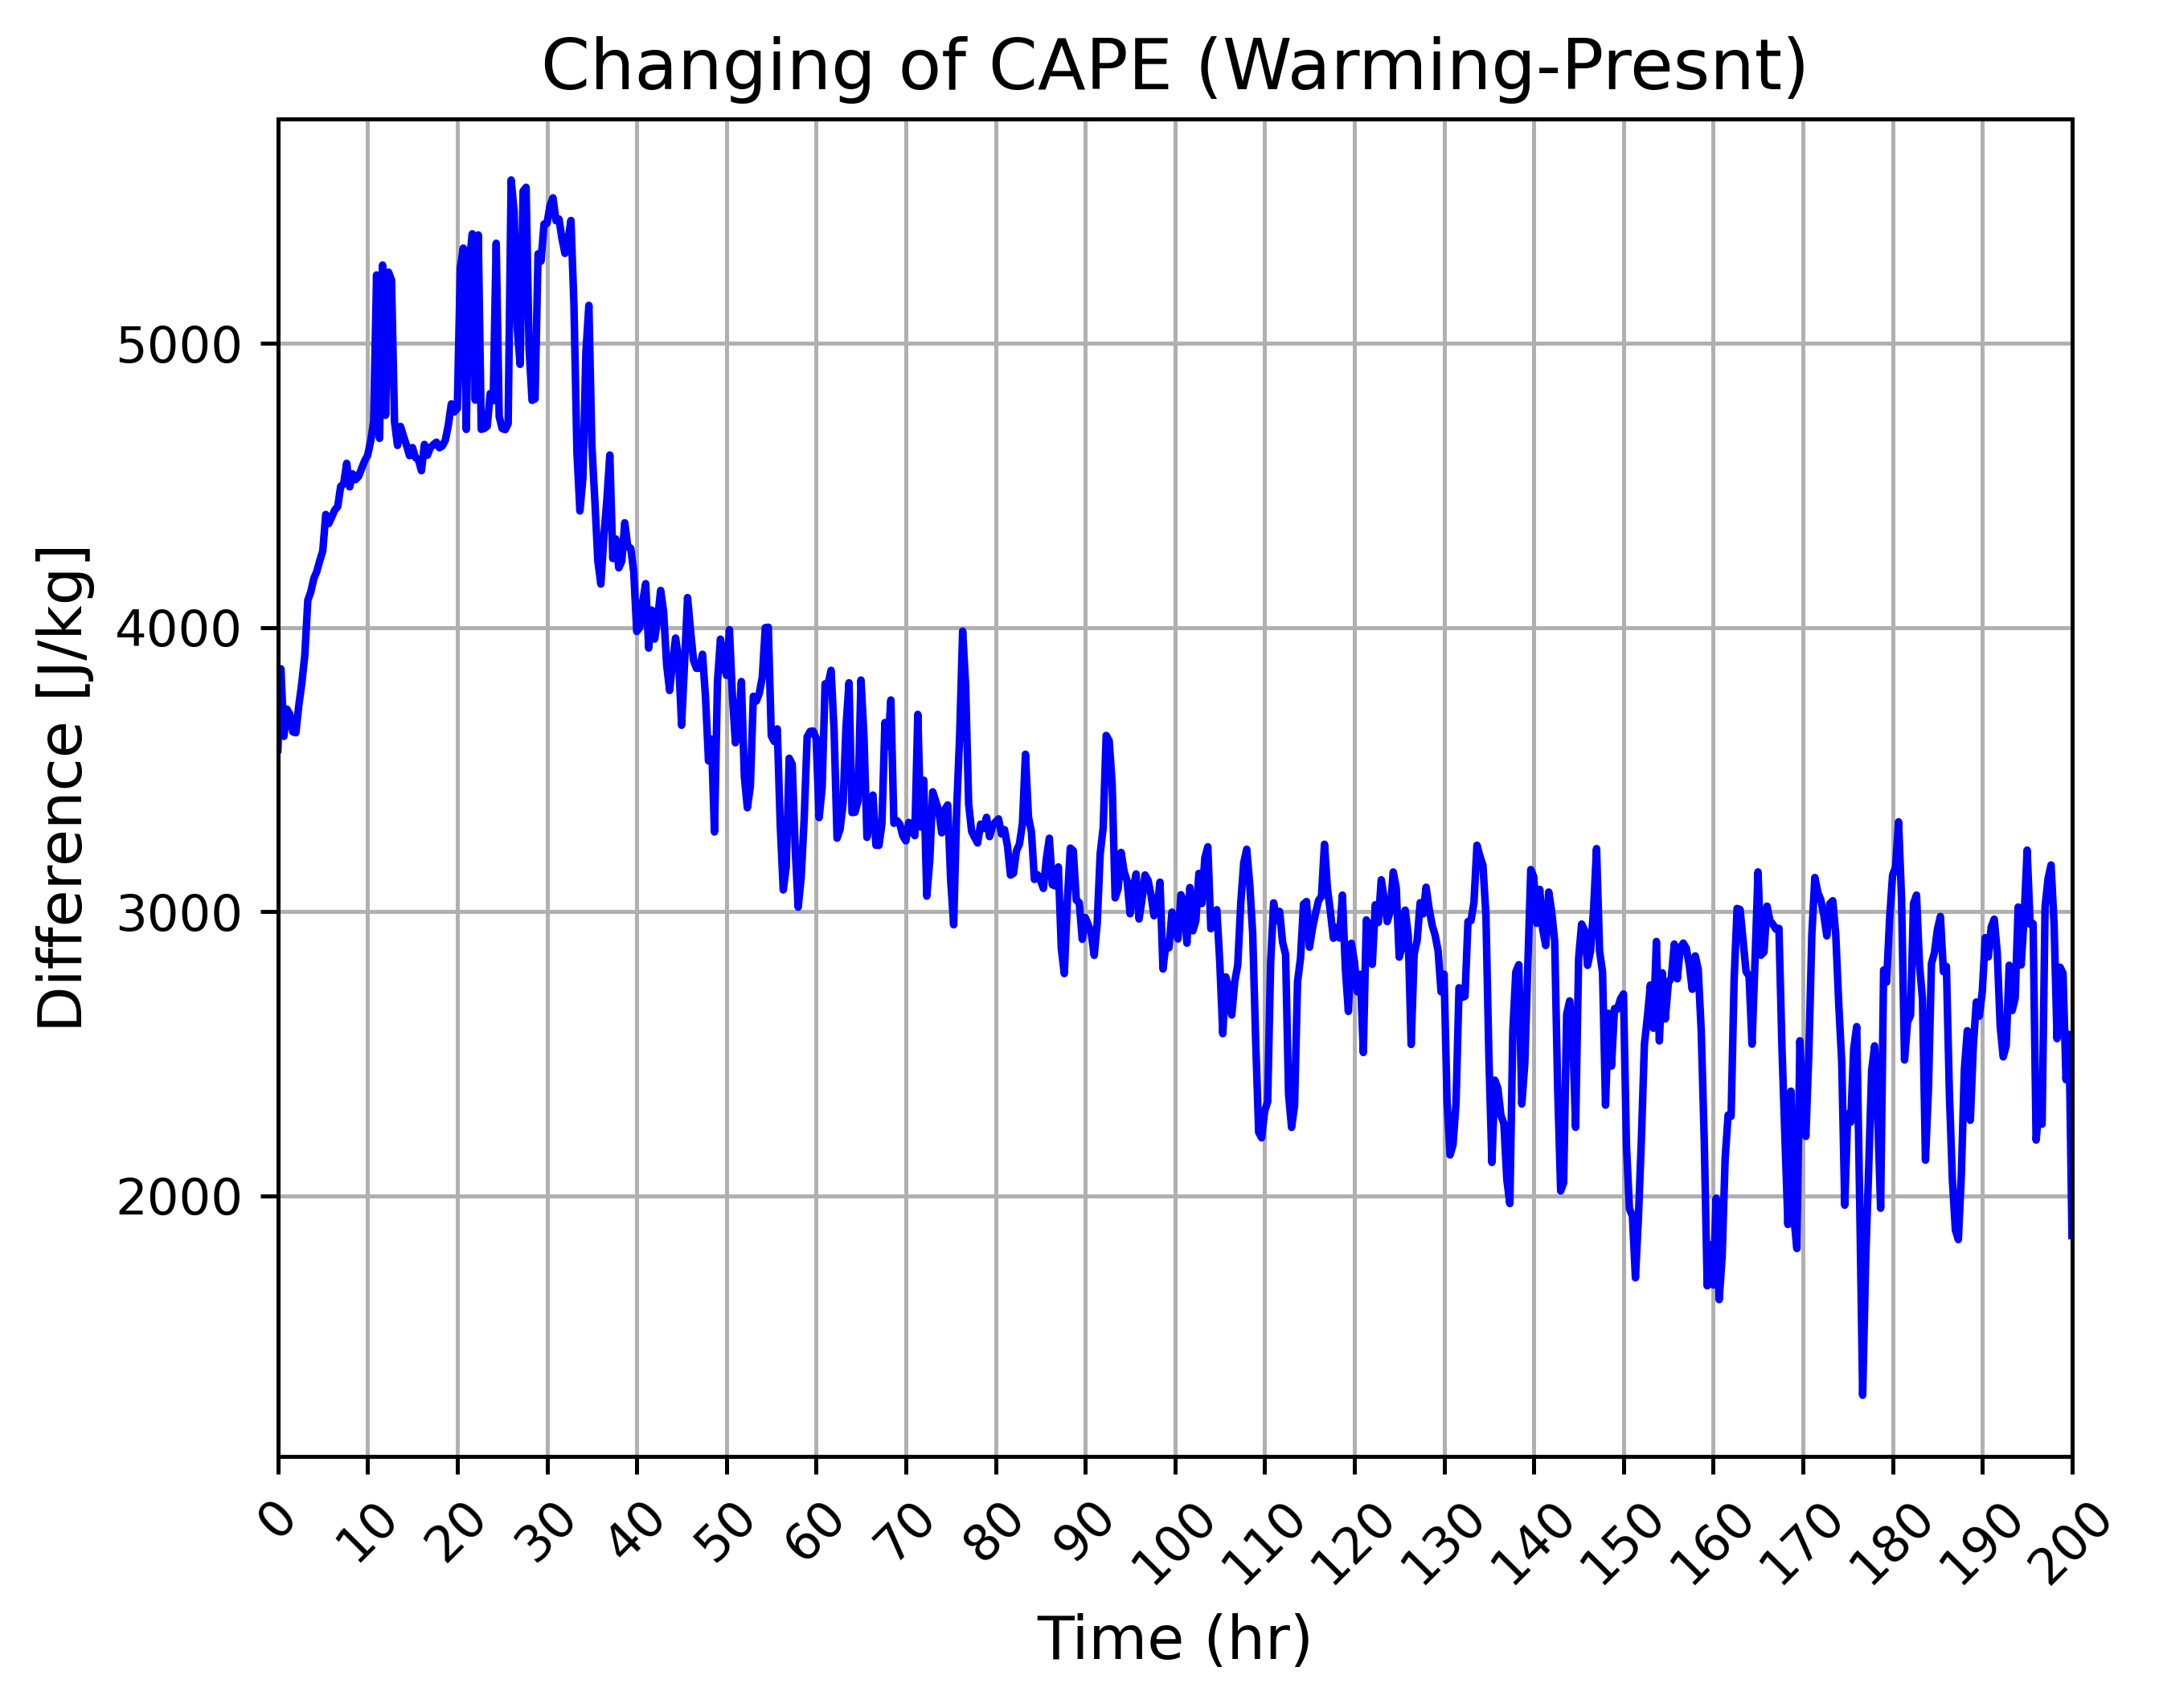 Changing of CAPE (Warming-Presnt)
Difference [J/kg]
5000
4000
3000
2000
0 10 20 30 40 50 60 70 80 90 100 110 120 130 140 150 160 170 180 190 200
Time (hr)